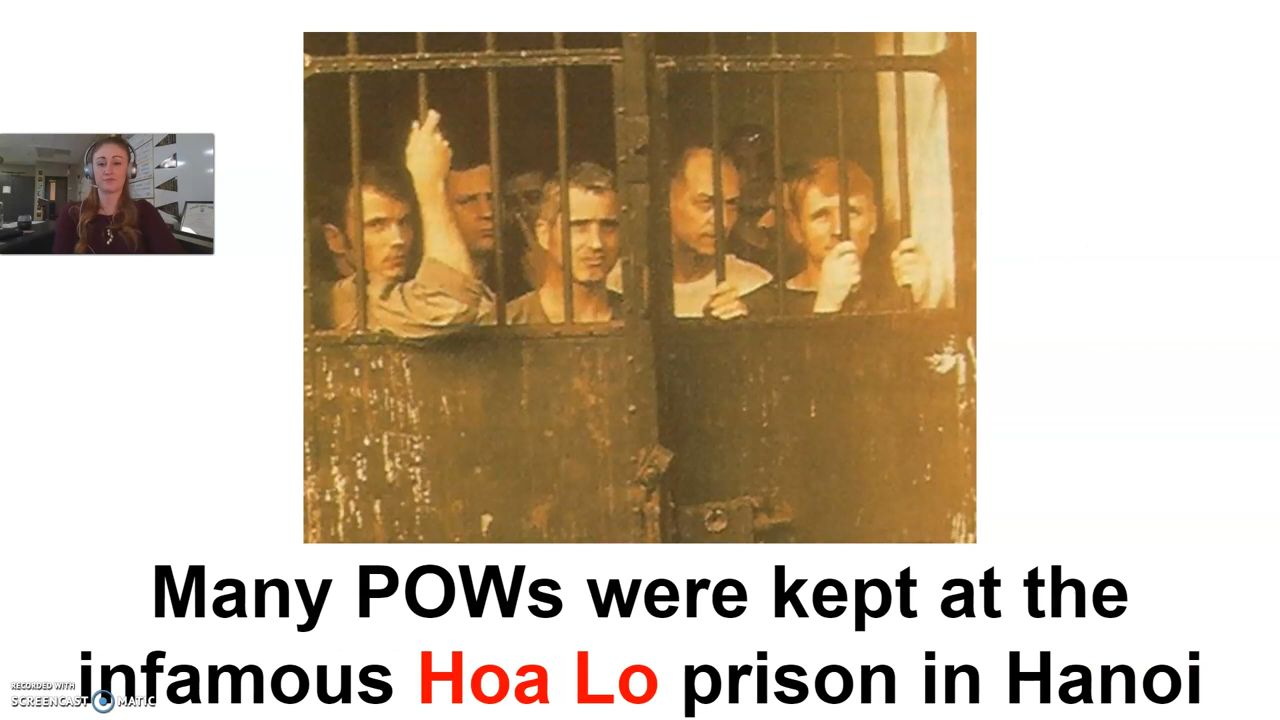 Many POWs were kept at the
infamous Hoa Lo prison in Hanoi
RECORDED WITH
SCREENCAST MATIC